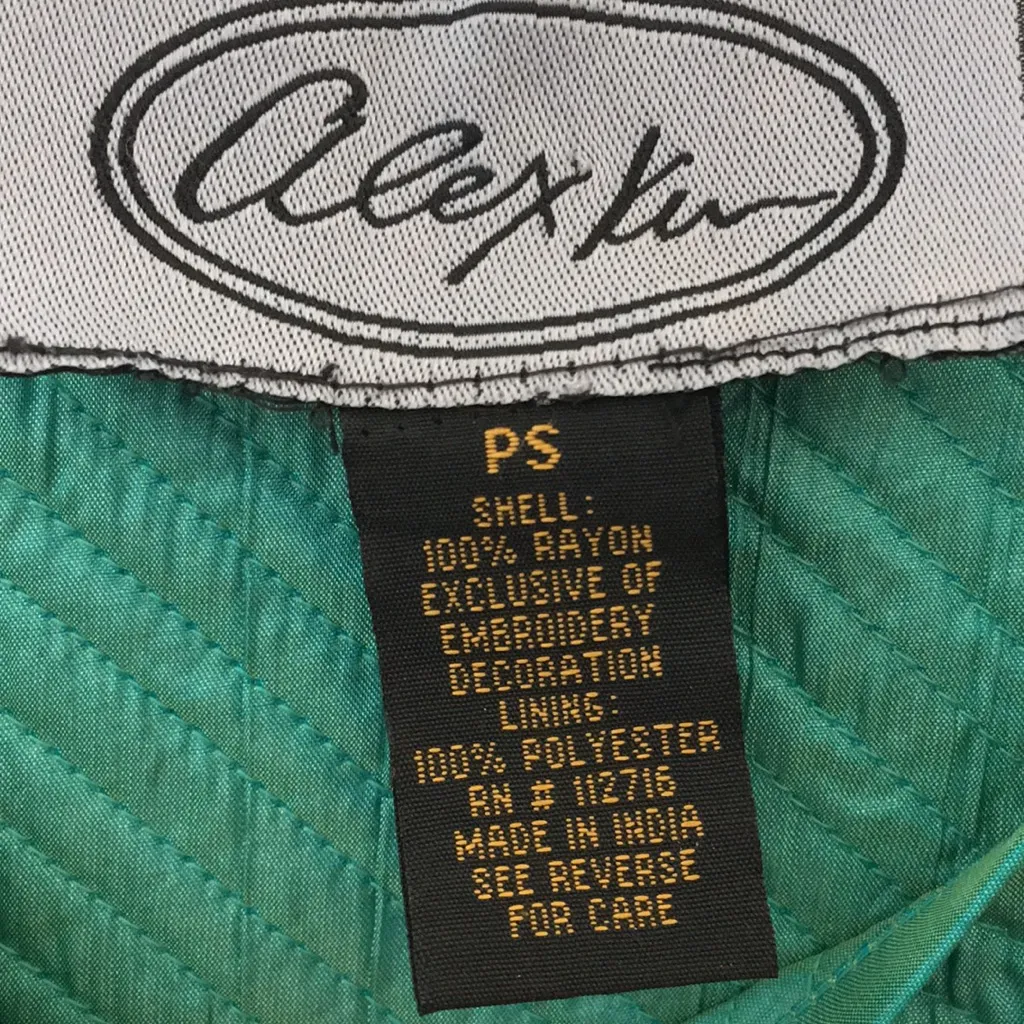 Alex Kim
PS
SHELL:
100% RAYON
EXCLUSIVE OF
EMBROIDERY
DECORATION
LINING:
100% POLYESTER
RN # 112716
MADE IN INDIA
SEE REVERSE
FOR CARE